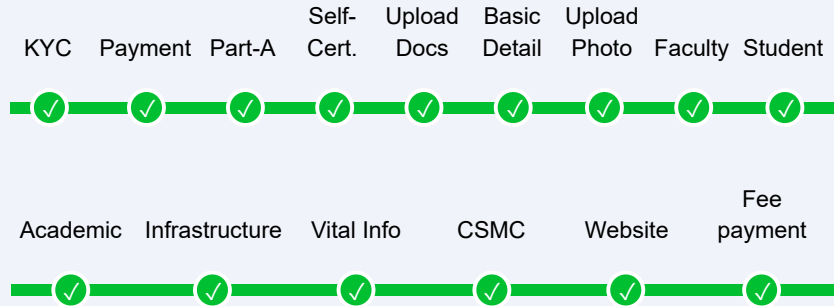 KYC Payment Part-A Self-Cert. Upload Docs Basic Detail Upload Photo Faculty Student
Academic Infrastructure Vital Info CSMC Website Fee payment